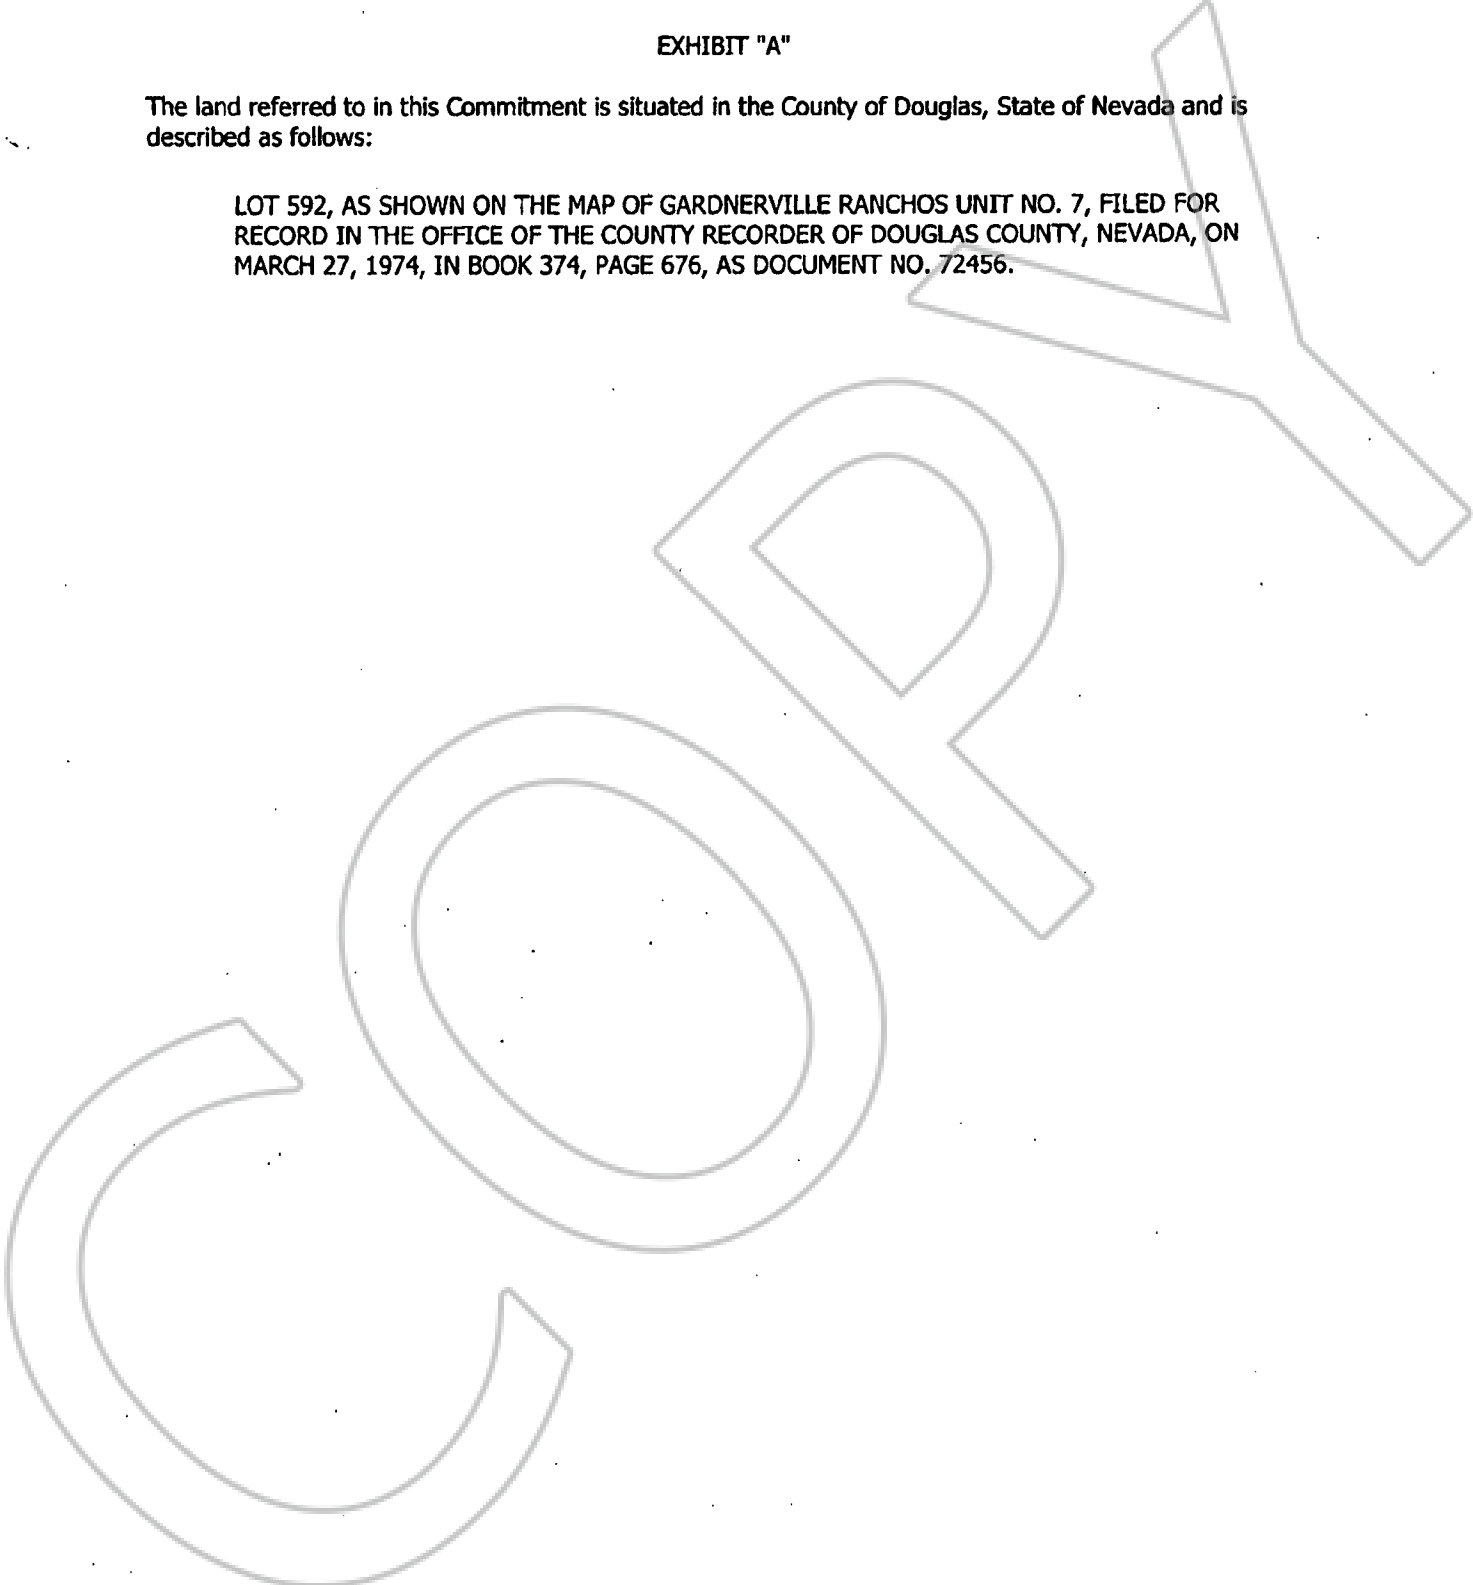 EXHIBIT "A"
The land referred to in this Commitment is situated in the County of Douglas, State of Nevada and is
described as follows:
LOT 592, AS SHOWN ON THE MAP OF GARDNERVILLE RANCHOS UNIT NO. 7, FILED FOR
RECORD IN THE OFFICE OF THE COUNTY RECORDER OF DOUGLAS COUNTY, NEVADA, ON
MARCH 27, 1974, IN BOOK 374, PAGE 676, AS DOCUMENT NO. 72456.
COPY